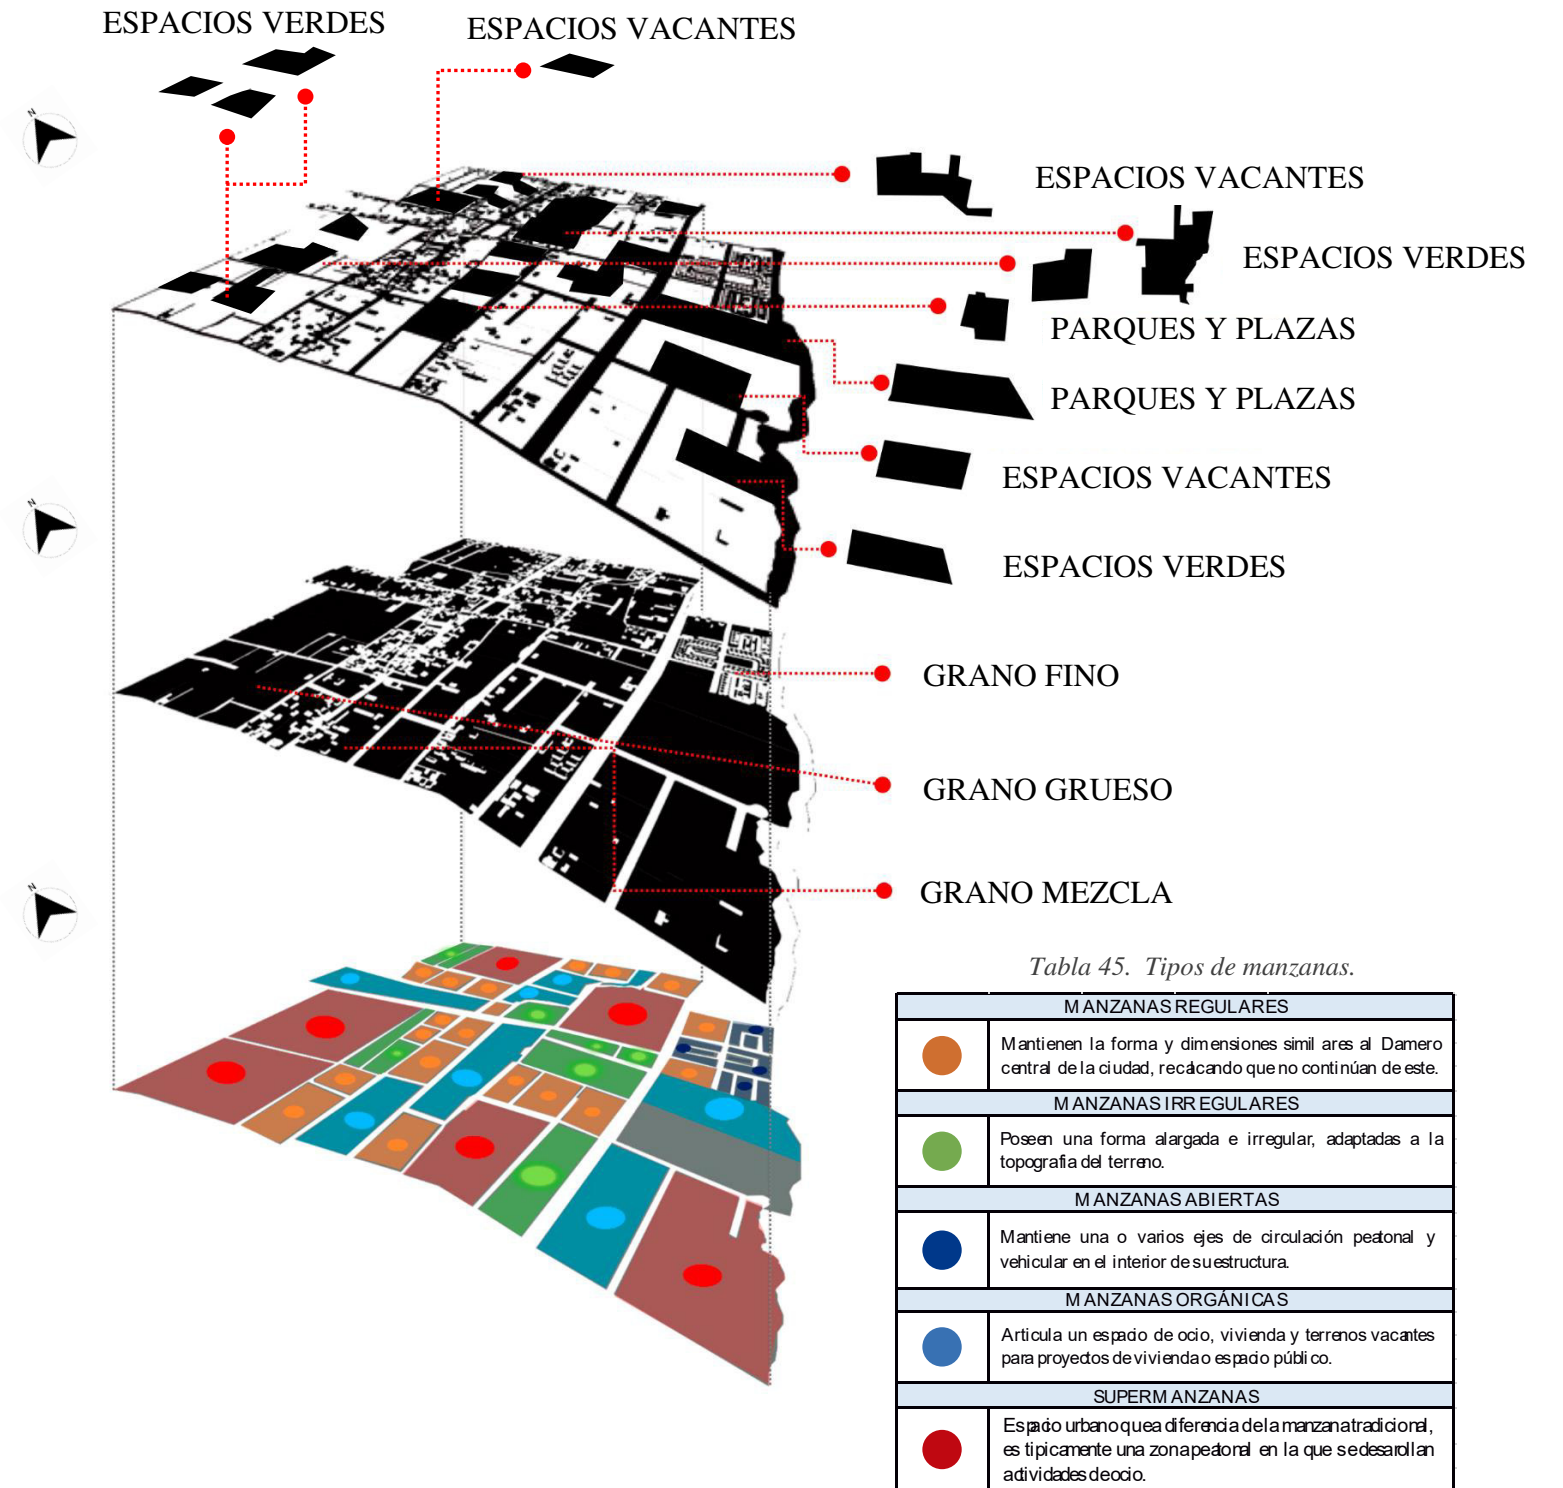 ESPACIOS VERDES
ESPACIOS VACANTES
N
ESPACIOS VACANTES
ESPACIOS VERDES
PARQUES Y PLAZAS
PARQUES Y PLAZAS
ESPACIOS VACANTES
N
ESPACIOS VERDES
GRANO FINO
GRANO GRUESO
N
GRANO MEZCLA
Tabla 45. Tipos de manzanas.
MANZANAS REGULARES
Mantienen la forma y dimensiones similares al Damero
central de la ciudad, recalcando que no continúan de este.
MANZANAS IRREGULARES
Poseen una forma alargada e irregular, adaptadas a la
topografía del terreno.
MANZANAS ABIERTAS
Mantiene una o varios ejes de circulación peatonal y
vehicular en el interior de su estructura.
MANZANAS ORGÁNICAS
Articula un espacio de ocio, vivienda y terrenos vacantes
para proyectos de vivienda o espacio público.
SUPERMANZANAS
Espacio urbano que a diferencia de la manzana tradicional,
es tipicamente una zona peatonal en la que se desarollan
actividades de ocio.